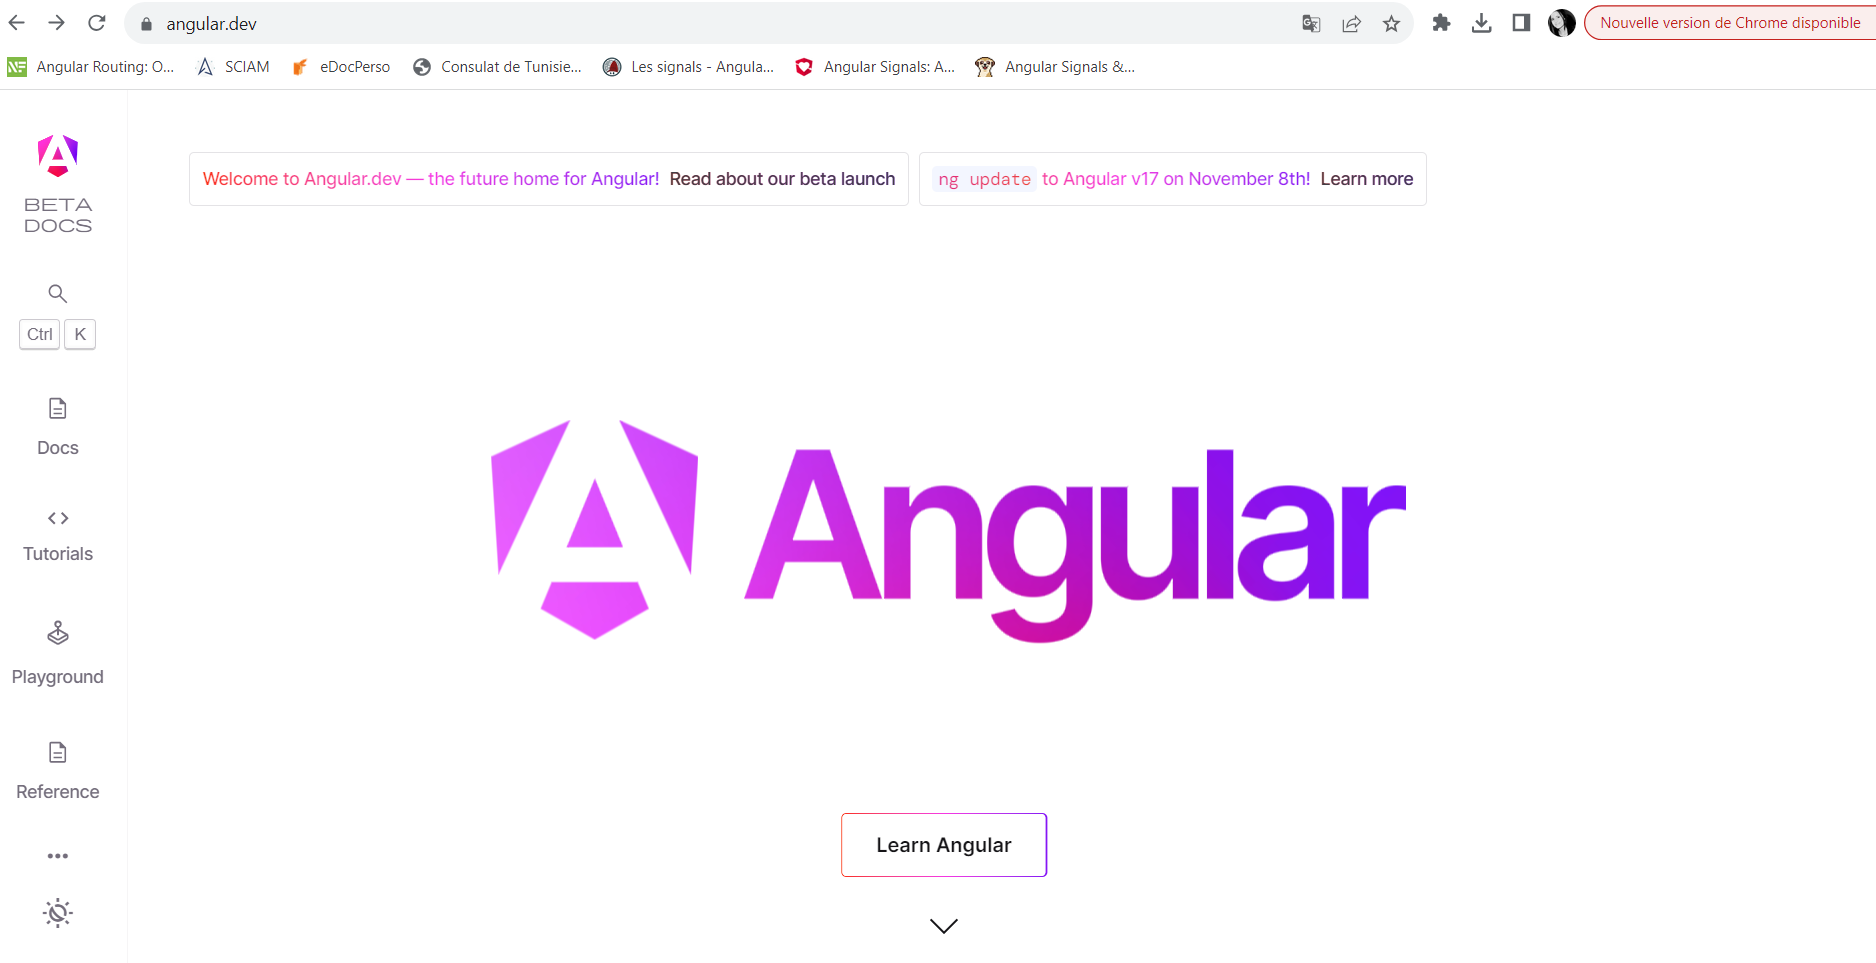 angular.dev
Nouvelle version de Chrome disponible
Angular Routing: O...
SCIAM
eDocPerso
Consulat de Tunisie...
Les signals - Angula...
Angular Signals: A...
Angular Signals &...
BETA
DOCS
Ctrl K
Docs
Tutorials
Playground
Reference
Welcome to Angular.dev — the future home for Angular! Read about our beta launch
ng update to Angular v17 on November 8th! Learn more
Angular
Learn Angular